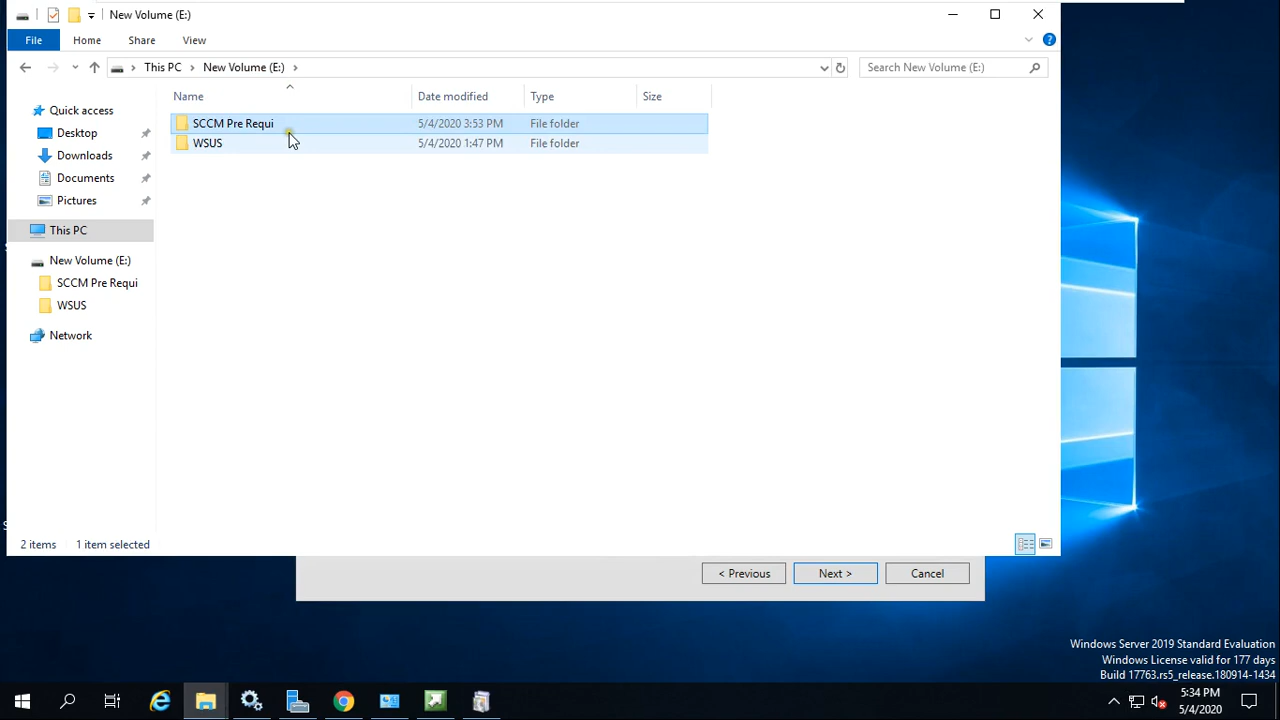 New Volume (E:)
File Home Share View
This PC New Volume (E:) Search New Volume (E:)
Name Date modified Type Size
Quick access
Desktop
Downloads
Documents
Pictures
This PC
New Volume (E:)
SCCM Pre Requi
WSUS
Network
SCCM Pre Requi 5/4/2020 3:53 PM File folder
WSUS 5/4/2020 1:47 PM File folder
2 items 1 item selected
< Previous Next > Cancel
Windows Server 2019 Standard Evaluation
Windows License valid for 177 days
Build 17763.rs5_release.180914-1434
5:34 PM
5/4/2020